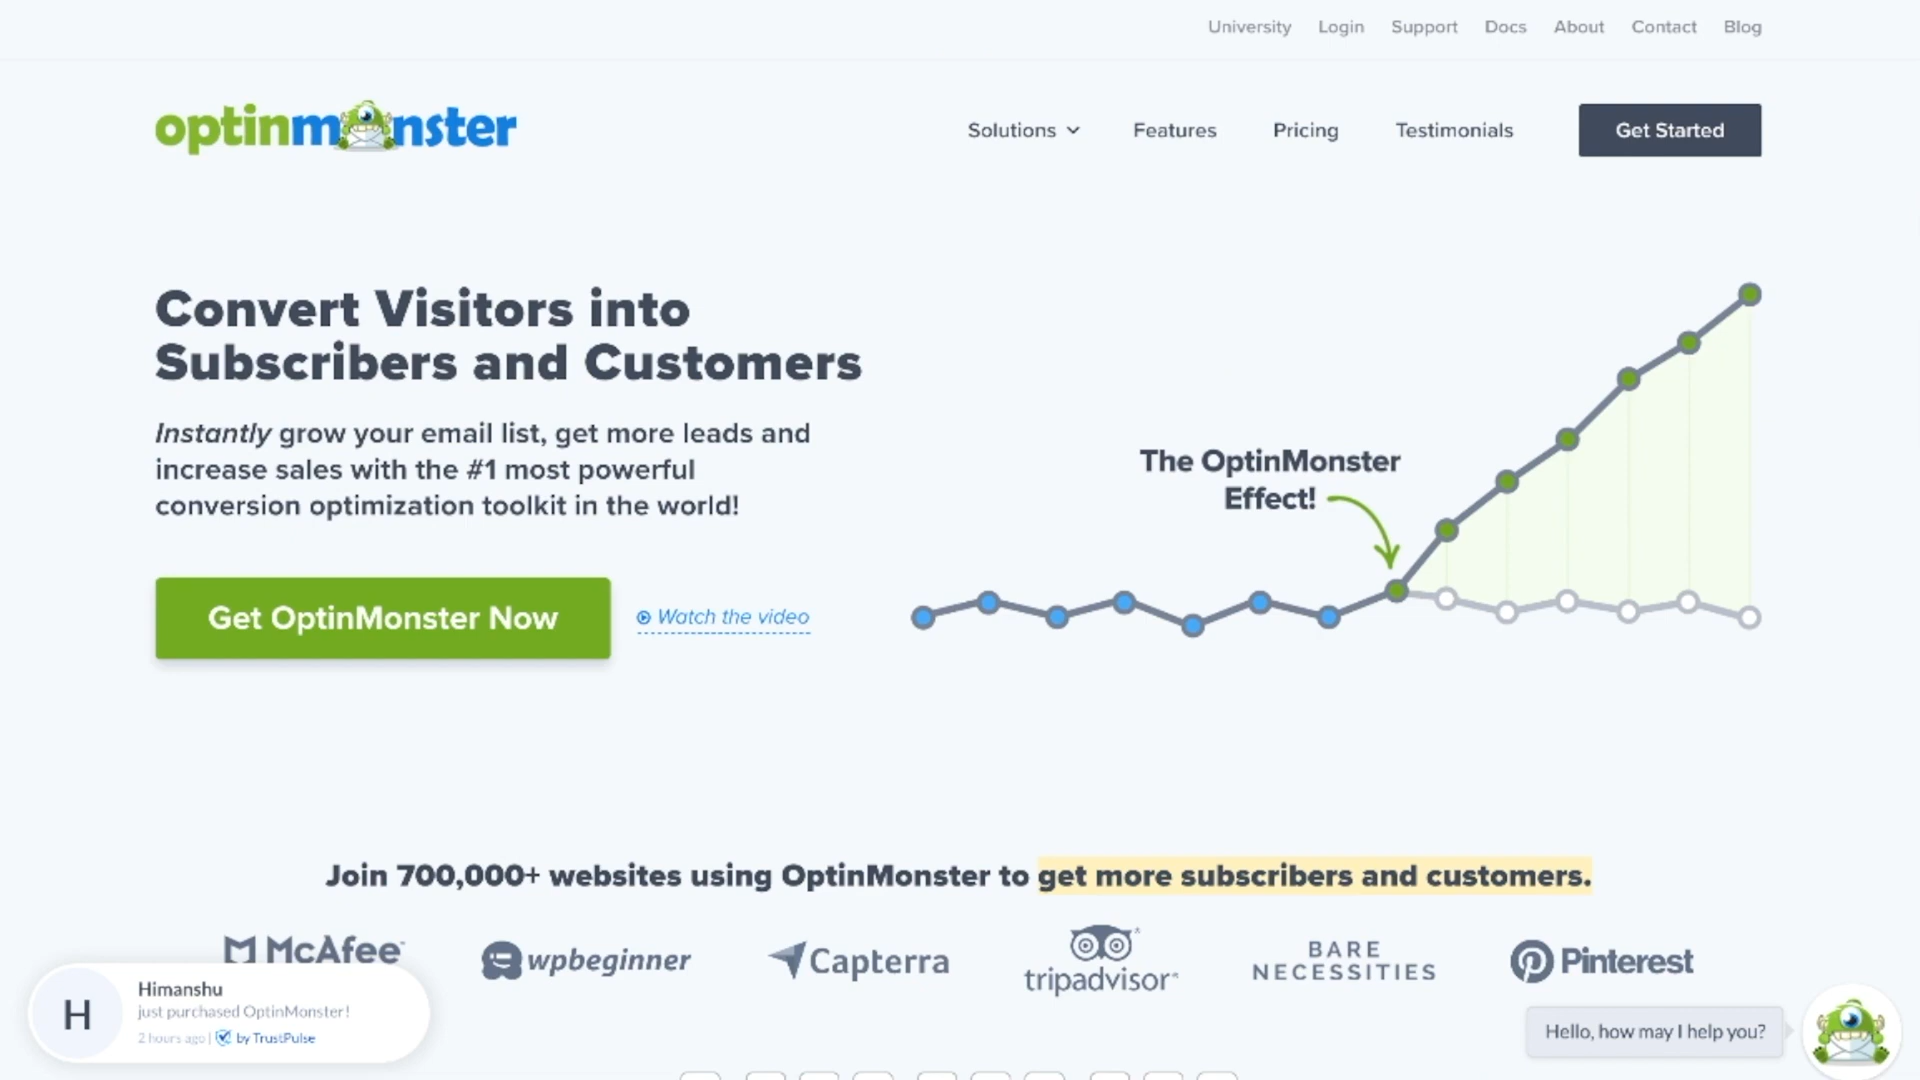 University Login Support Docs About Contact Blog
optinmonster
Solutions Features Pricing Testimonials Get Started
Convert Visitors into
Subscribers and Customers
Instantly grow your email list, get more leads and
increase sales with the #1 most powerful
conversion optimization toolkit in the world!
Get OptinMonster Now
Watch the video
The OptinMonster
Effect!
Join 700,000+ websites using OptinMonster to get more subscribers and customers.
McAfee
wpbeginner
Capterra
tripadvisor
BARE
NECESSITIES
Pinterest
H
Himanshu
just purchased OptinMonster!
2 hours ago | by TrustPulse
Hello, how may I help you?